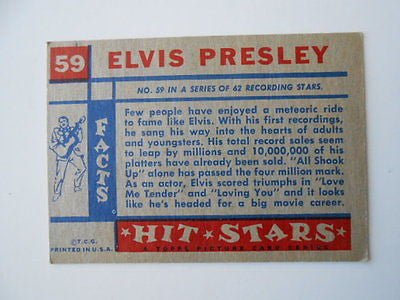 59 ELVIS PRESLEY
NO. 59 IN A SERIES OF 62 RECORDING STARS.
FACTS
Few people have enjoyed a meteoric ride
to fame like Elvis. With his first recordings,
he sang his way into the hearts of adults and
youngsters. His total record sales seem to
leap by millions and 10,000,000 of his
platters have already been sold. "All Shook
Up" alone has passed the four million mark.
As an actor, Elvis scored triumphs in "Love
Me Tender" and "Loving You" and it looks
like he's headed for a big movie career.
©T.C.G.
PRINTED IN U.S.A.
HIT STARS
A TOPPS PICTURE CARD SERIES